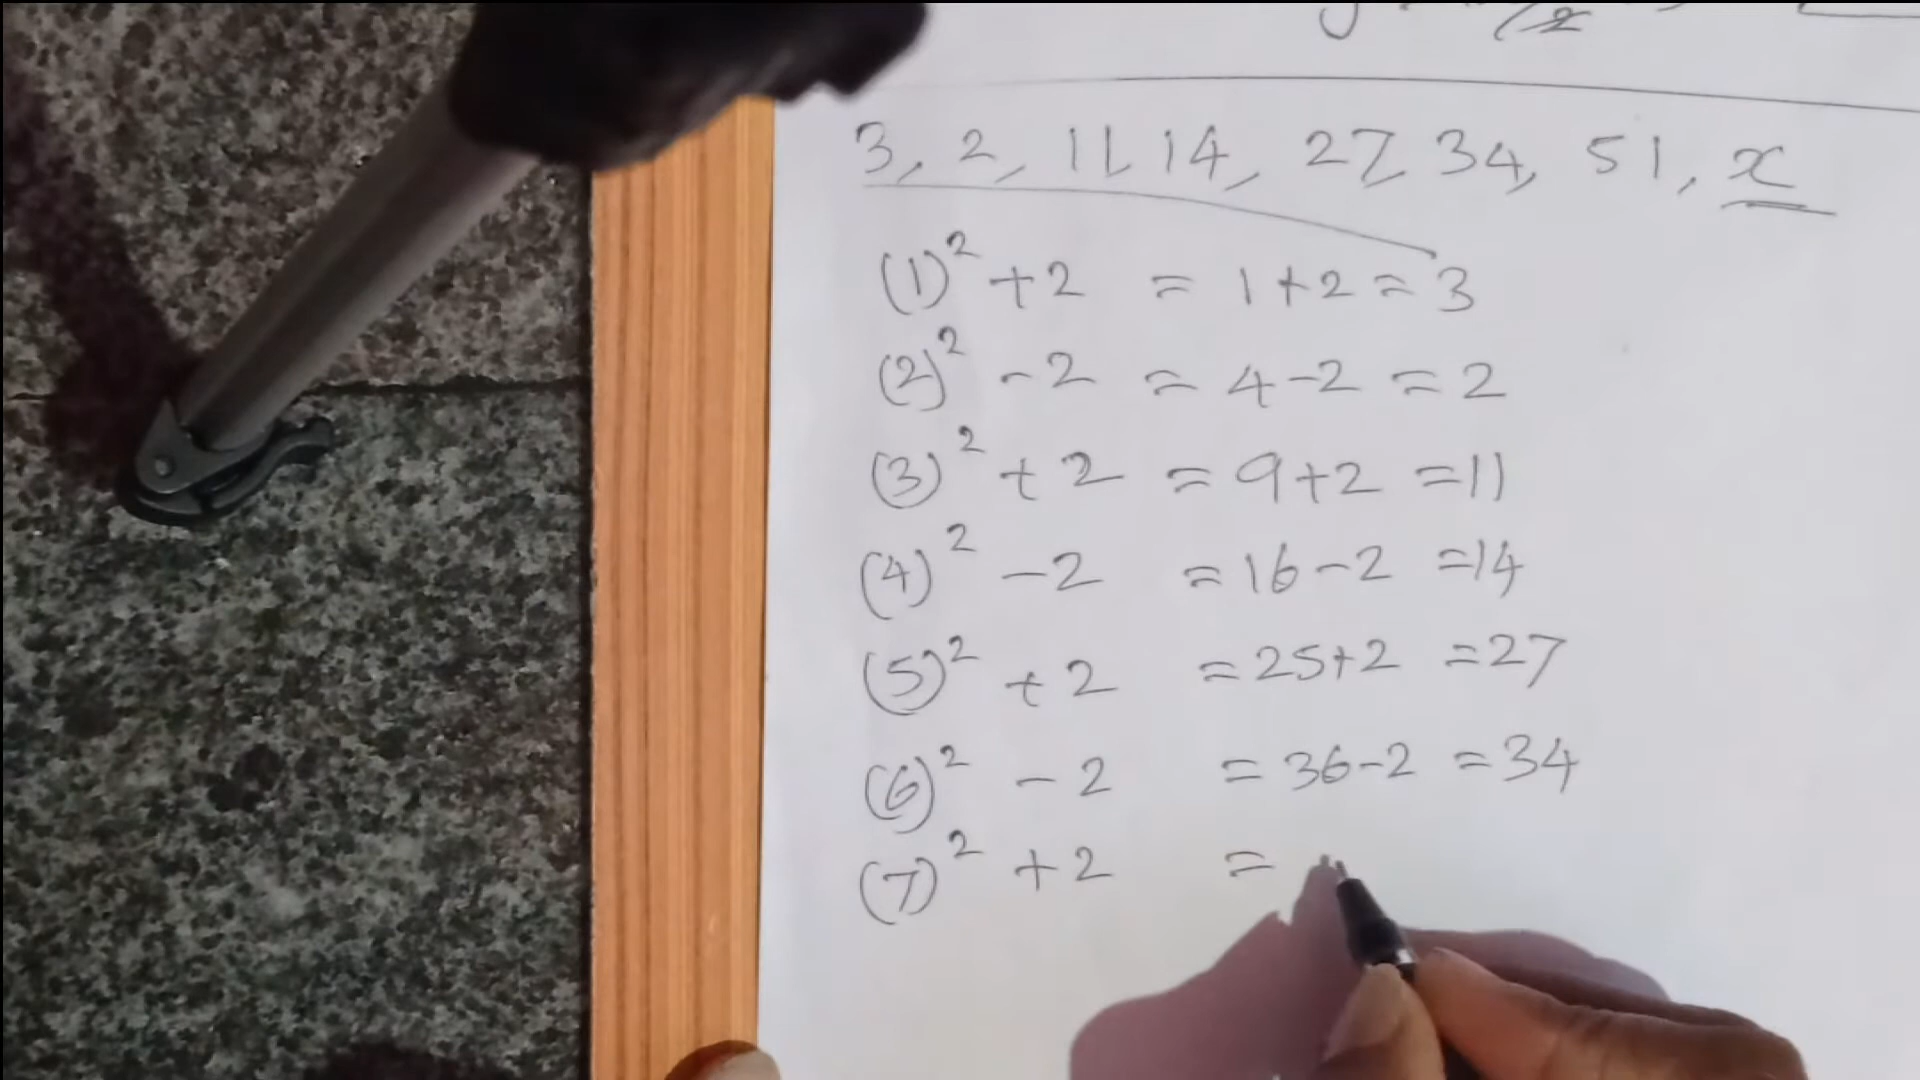 3, 2, 11, 14, 27, 34, 51, x
(1)² + 2 = 1 + 2 = 3
(2)² - 2 = 4 - 2 = 2
(3)² + 2 = 9 + 2 = 11
(4)² - 2 = 16 - 2 = 14
(5)² + 2 = 25 + 2 = 27
(6)² - 2 = 36 - 2 = 34
(7)² + 2 =